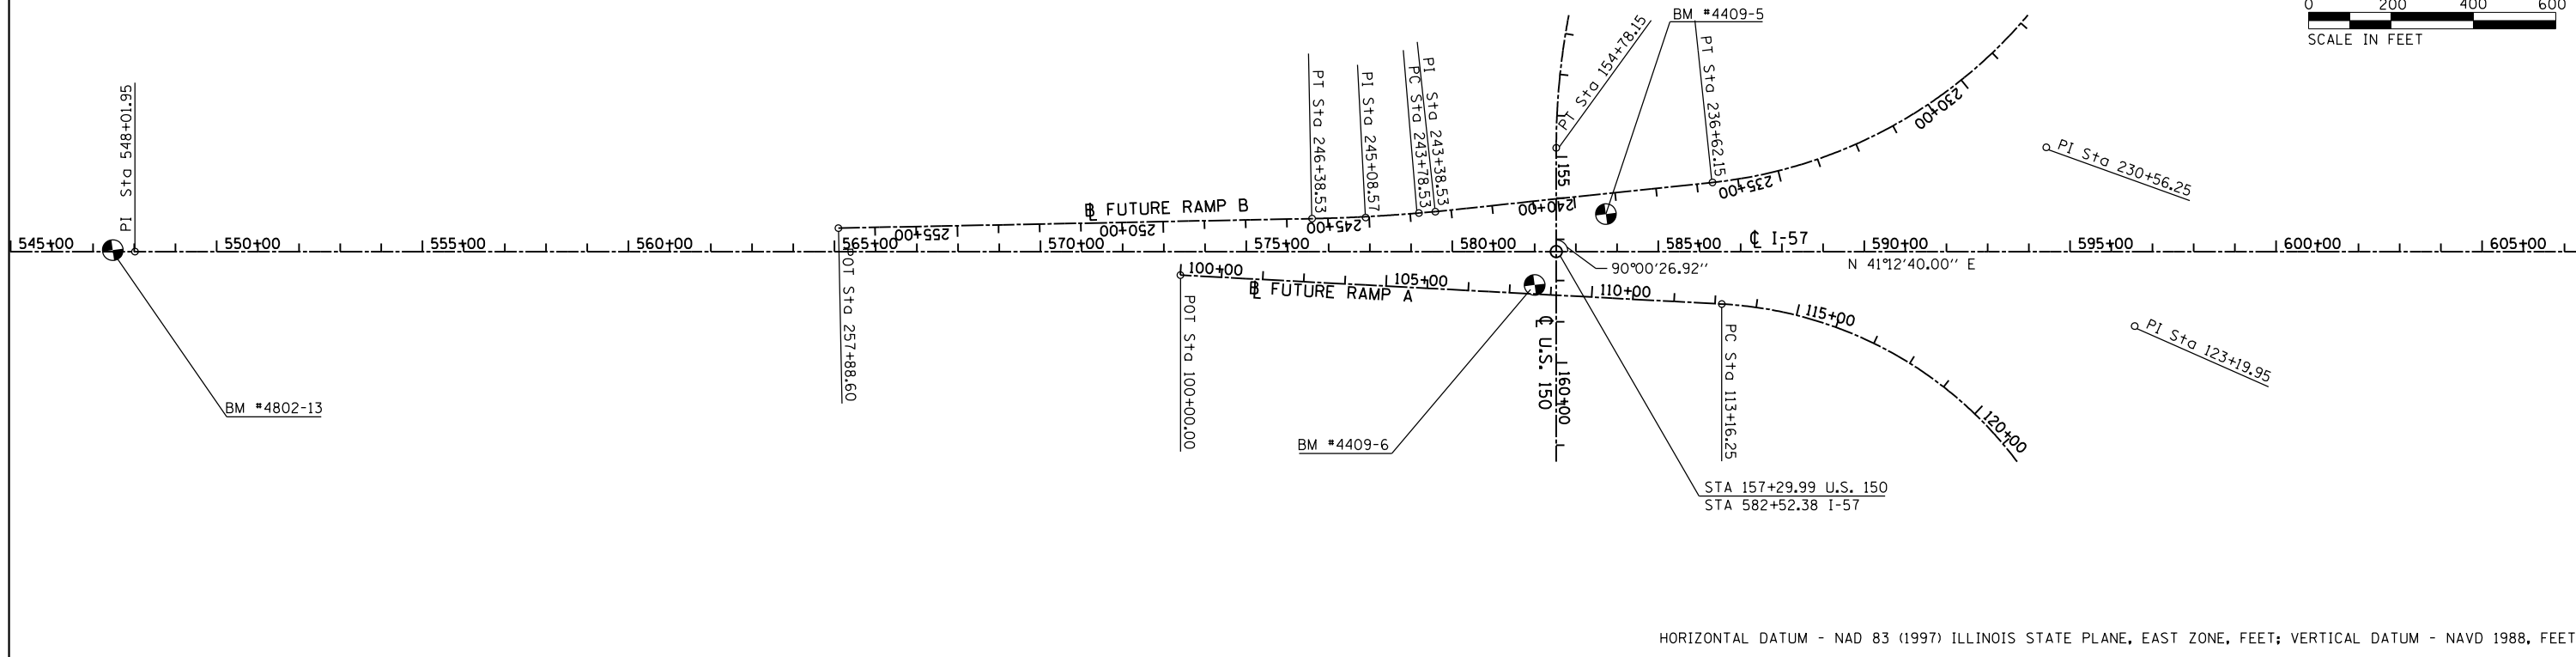 0 200 400 600
SCALE IN FEET
BM #4409-5
PT Sta 154+78.15
PT Sta 236+62.15
PI Sta 548+01.95
PT Sta 246+38.53
PI Sta 245+08.57
PC Sta 243+78.53
PI Sta 243+38.53
230+00
PI Sta 230+56.25
155
235+00
240+00
℄ FUTURE RAMP B
255+00
250+00
245+00
545+00 550+00 555+00 560+00 565+00 570+00 575+00 580+00 585+00 590+00 595+00 600+00 605+00
℄ I-57
N 41°12'40.00'' E
90°00'26.92''
POT Sta 257+88.60
100+00 105+00 110+00 115+00 120+00
℄ FUTURE RAMP A
POT Sta 100+00.00
℄ U.S. 150
160+00
PC Sta 113+16.25
PI Sta 123+19.95
BM #4802-13
BM #4409-6
STA 157+29.99 U.S. 150
STA 582+52.38 I-57
HORIZONTAL DATUM - NAD 83 (1997) ILLINOIS STATE PLANE, EAST ZONE, FEET; VERTICAL DATUM - NAVD 1988, FEET